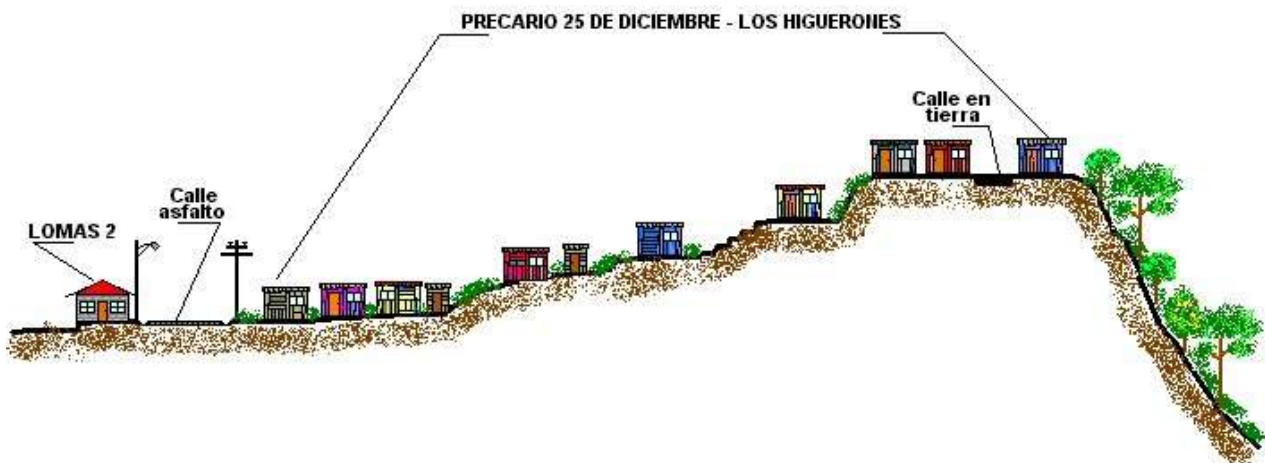 PRECARIO 25 DE DICIEMBRE - LOS HIGUERONES
Calle en
tierra
Calle
asfalto
LOMAS 2